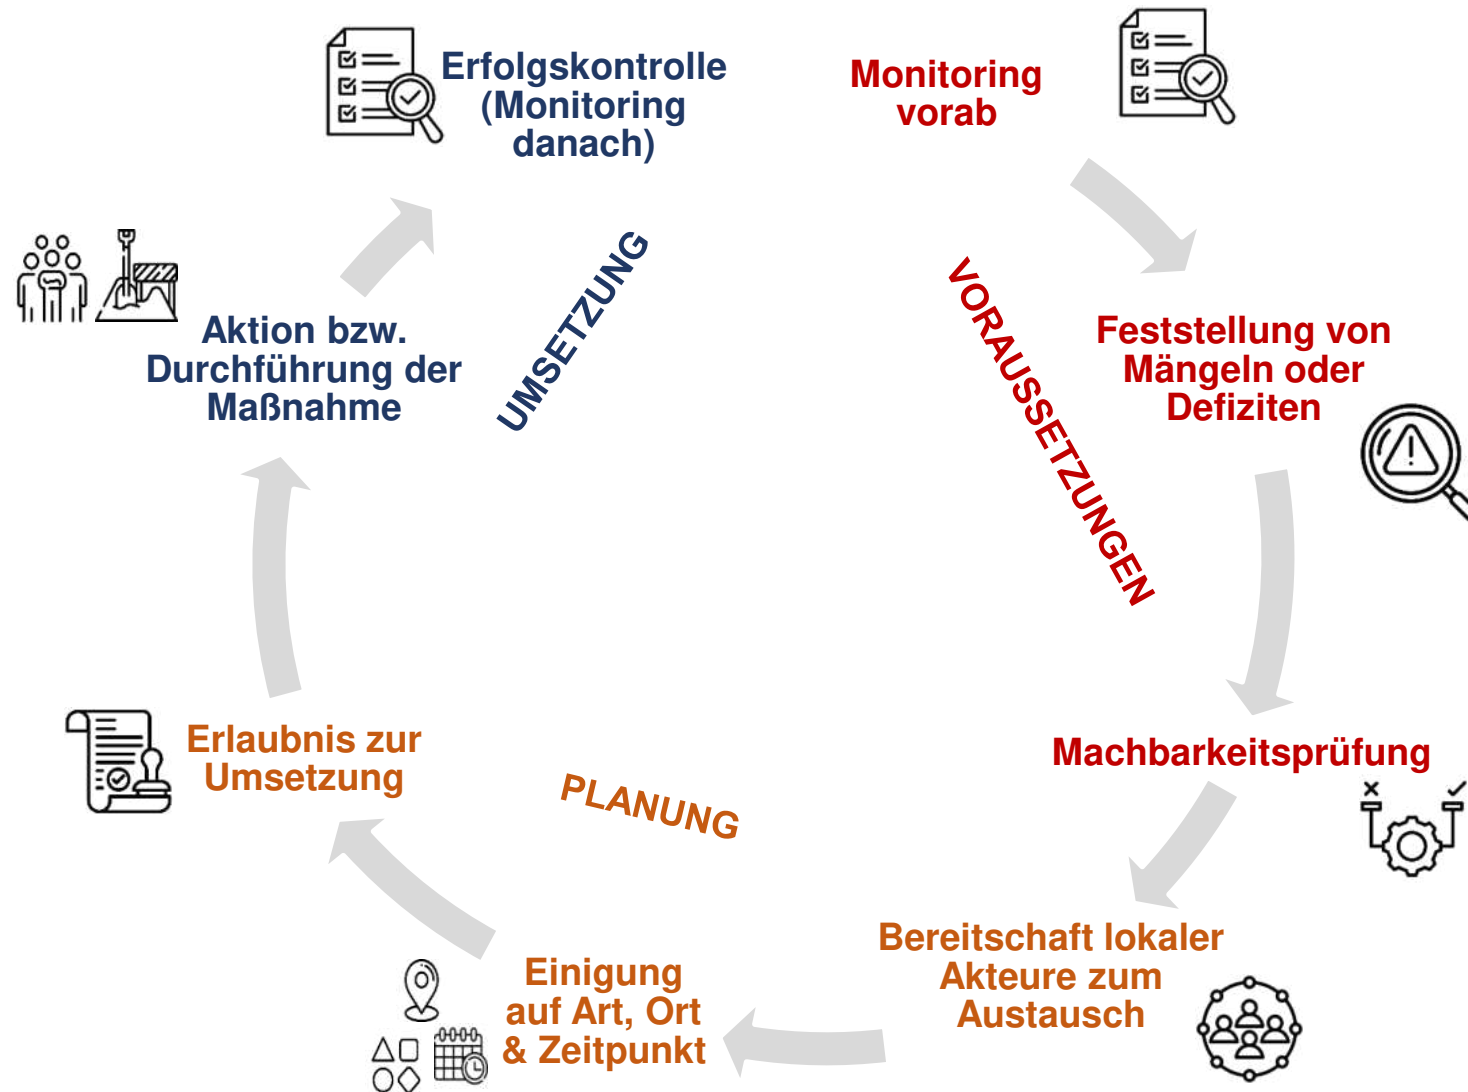 Monitoring
vorab
Feststellung von
Mängeln oder
Defiziten
Machbarkeitsprüfung
VORAUSSETZUNGEN
Bereitschaft lokaler
Akteure zum
Austausch
Einigung
auf Art, Ort
& Zeitpunkt
Erlaubnis zur
Umsetzung
PLANUNG
Aktion bzw.
Durchführung der
Maßnahme
Erfolgskontrolle
(Monitoring
danach)
UMSETZUNG